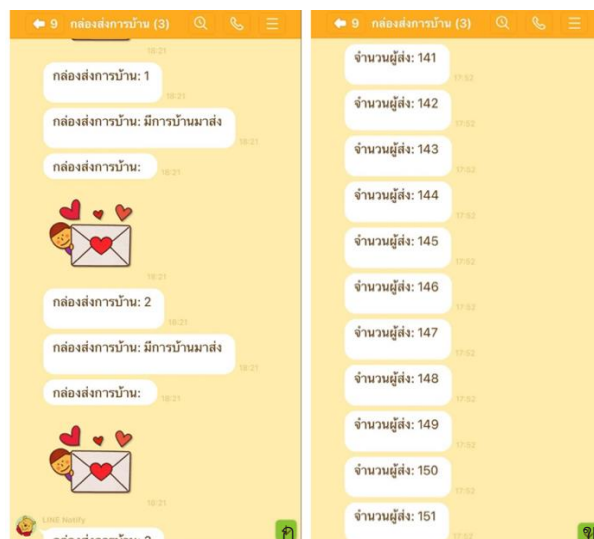 9 กล่องส่งการบ้าน (3)
18:21
กล่องส่งการบ้าน: 1
18:21
กล่องส่งการบ้าน: มีการบ้านมาส่ง
18:21
กล่องส่งการบ้าน:
18:21
18:21
กล่องส่งการบ้าน: 2
18:21
กล่องส่งการบ้าน: มีการบ้านมาส่ง
18:21
กล่องส่งการบ้าน:
18:21
18:21
LINE Notify
9 กล่องส่งการบ้าน (3)
จำนวนผู้ส่ง: 141
17:52
จำนวนผู้ส่ง: 142
17:52
จำนวนผู้ส่ง: 143
17:52
จำนวนผู้ส่ง: 144
17:52
จำนวนผู้ส่ง: 145
17:52
จำนวนผู้ส่ง: 146
17:52
จำนวนผู้ส่ง: 147
17:52
จำนวนผู้ส่ง: 148
17:52
จำนวนผู้ส่ง: 149
17:52
จำนวนผู้ส่ง: 150
17:52
จำนวนผู้ส่ง: 151
17:52